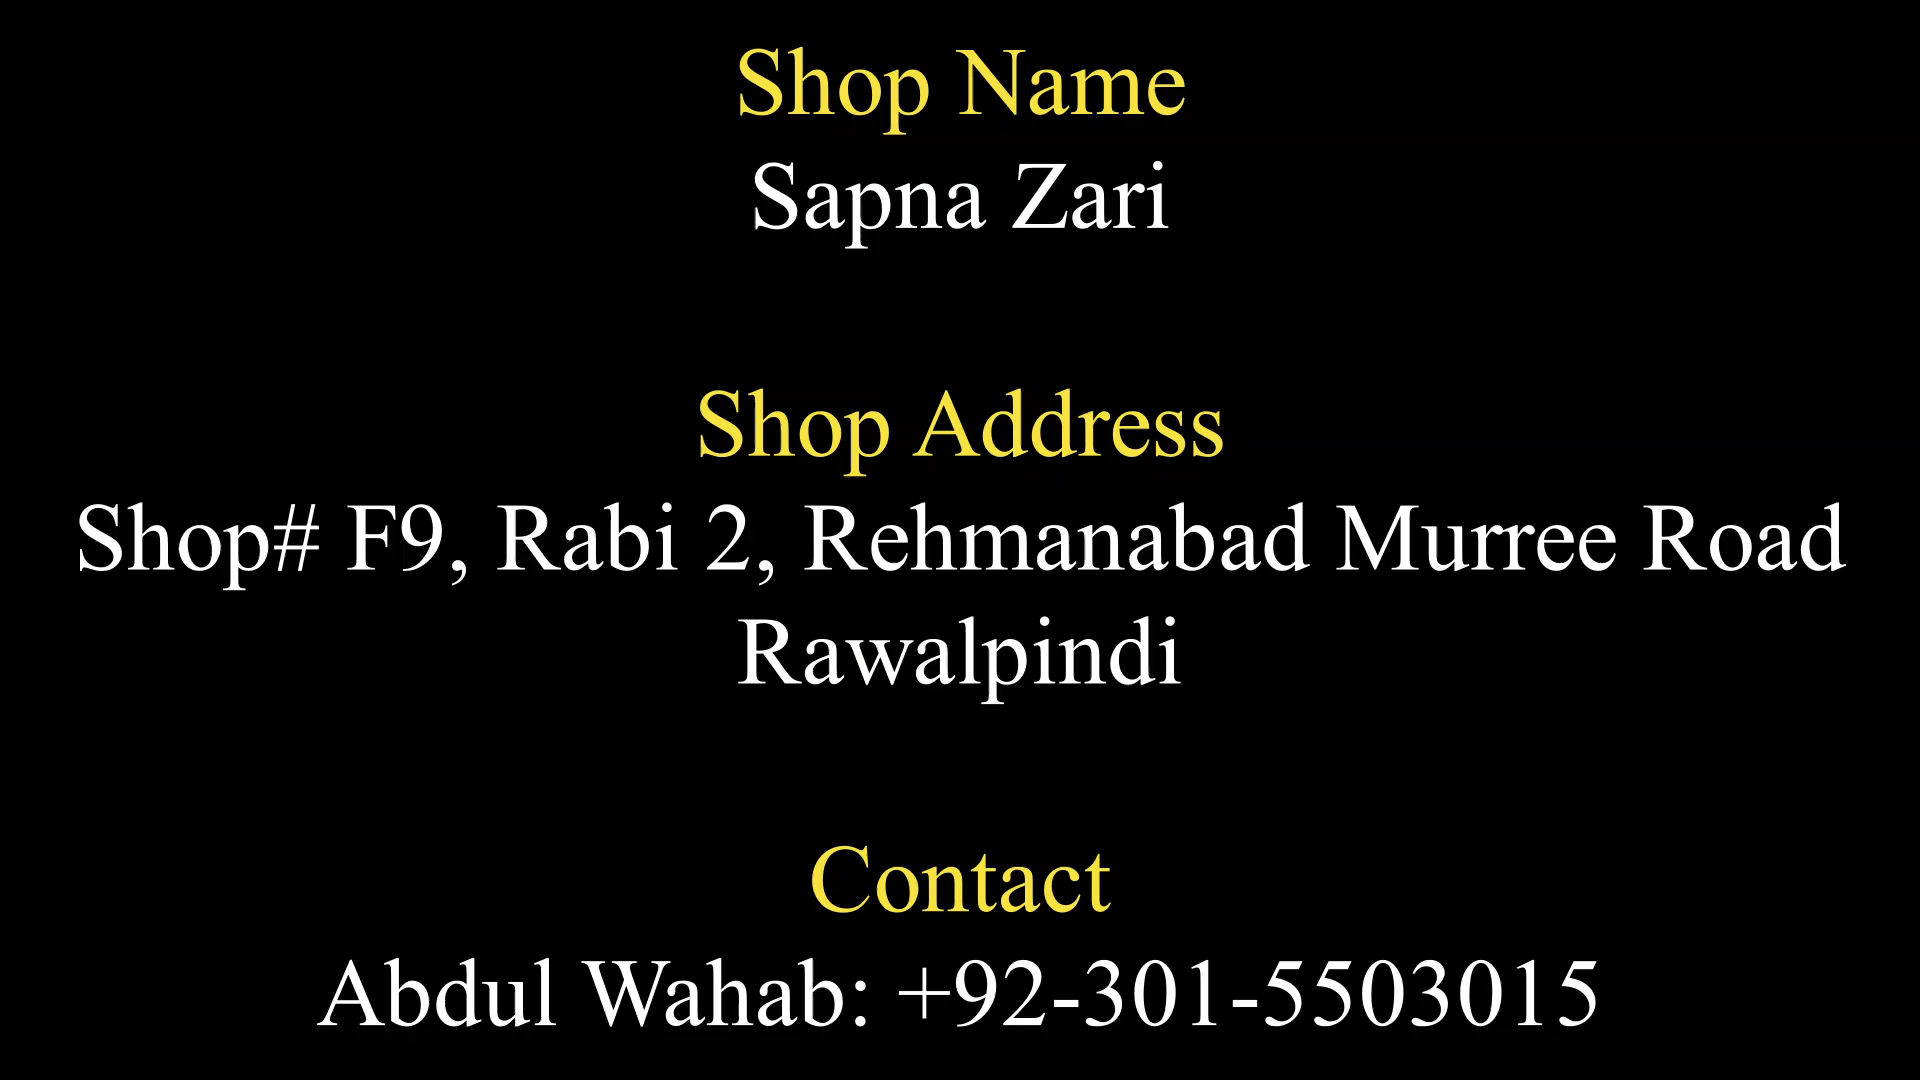 Shop Name
Sapna Zari
Shop Address
Shop# F9, Rabi 2, Rehmanabad Murree Road
Rawalpindi
Contact
Abdul Wahab: +92-301-5503015